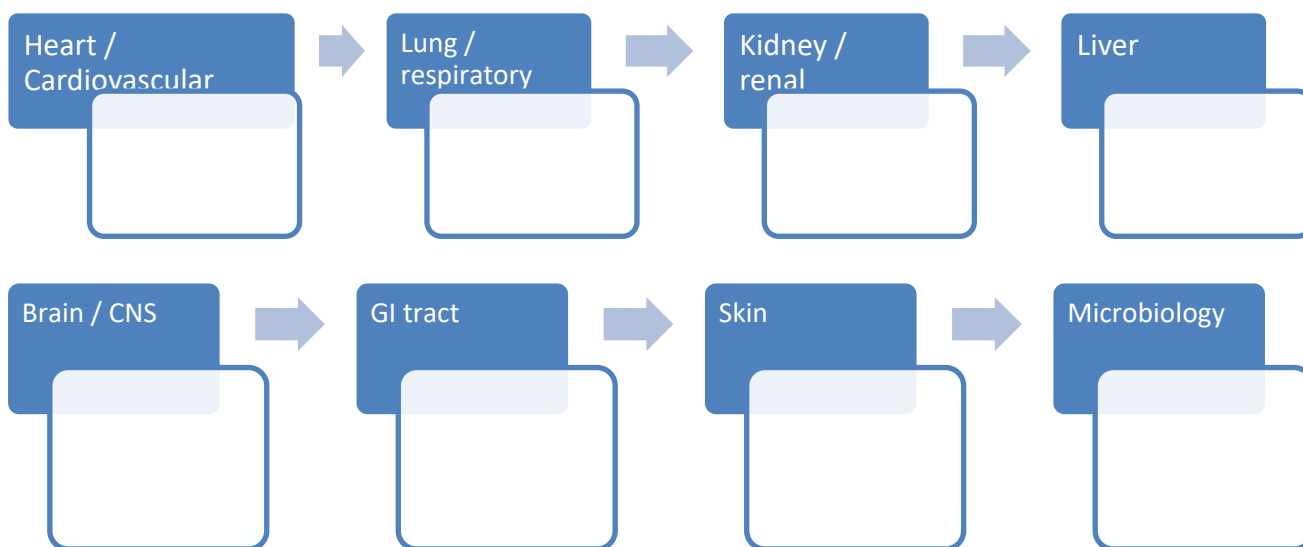 Heart /
Cardiovascular
Lung /
respiratory
Kidney /
renal
Liver
Brain / CNS
GI tract
Skin
Microbiology